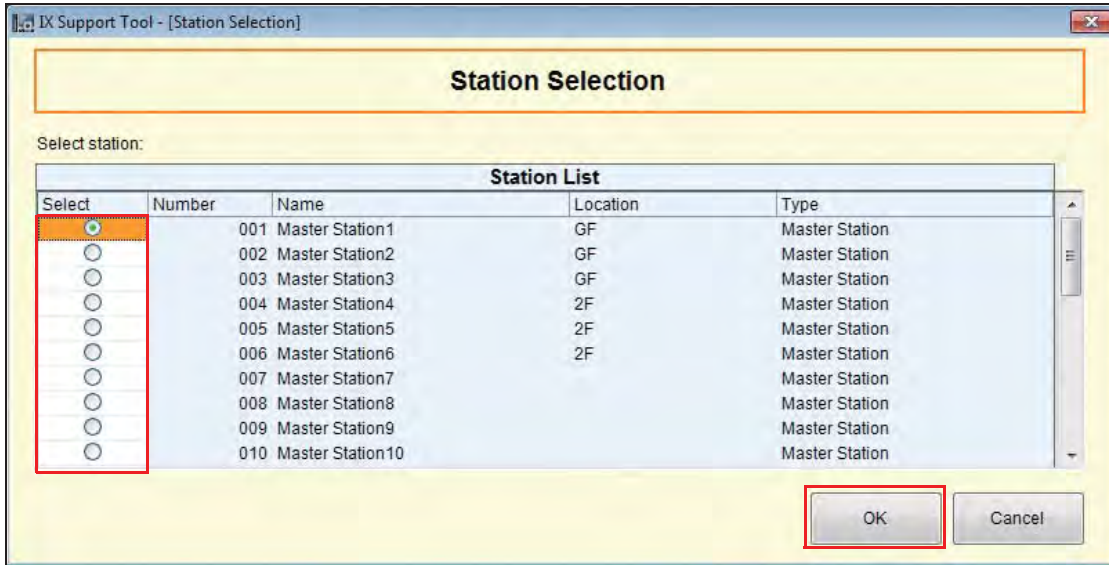 IX Support Tool - [Station Selection]
Station Selection
Select station:
Station List
Select Number Name Location Type
001 Master Station1 GF Master Station
002 Master Station2 GF Master Station
003 Master Station3 GF Master Station
004 Master Station4 2F Master Station
005 Master Station5 2F Master Station
006 Master Station6 2F Master Station
007 Master Station7 Master Station
008 Master Station8 Master Station
009 Master Station9 Master Station
010 Master Station10 Master Station
OK Cancel